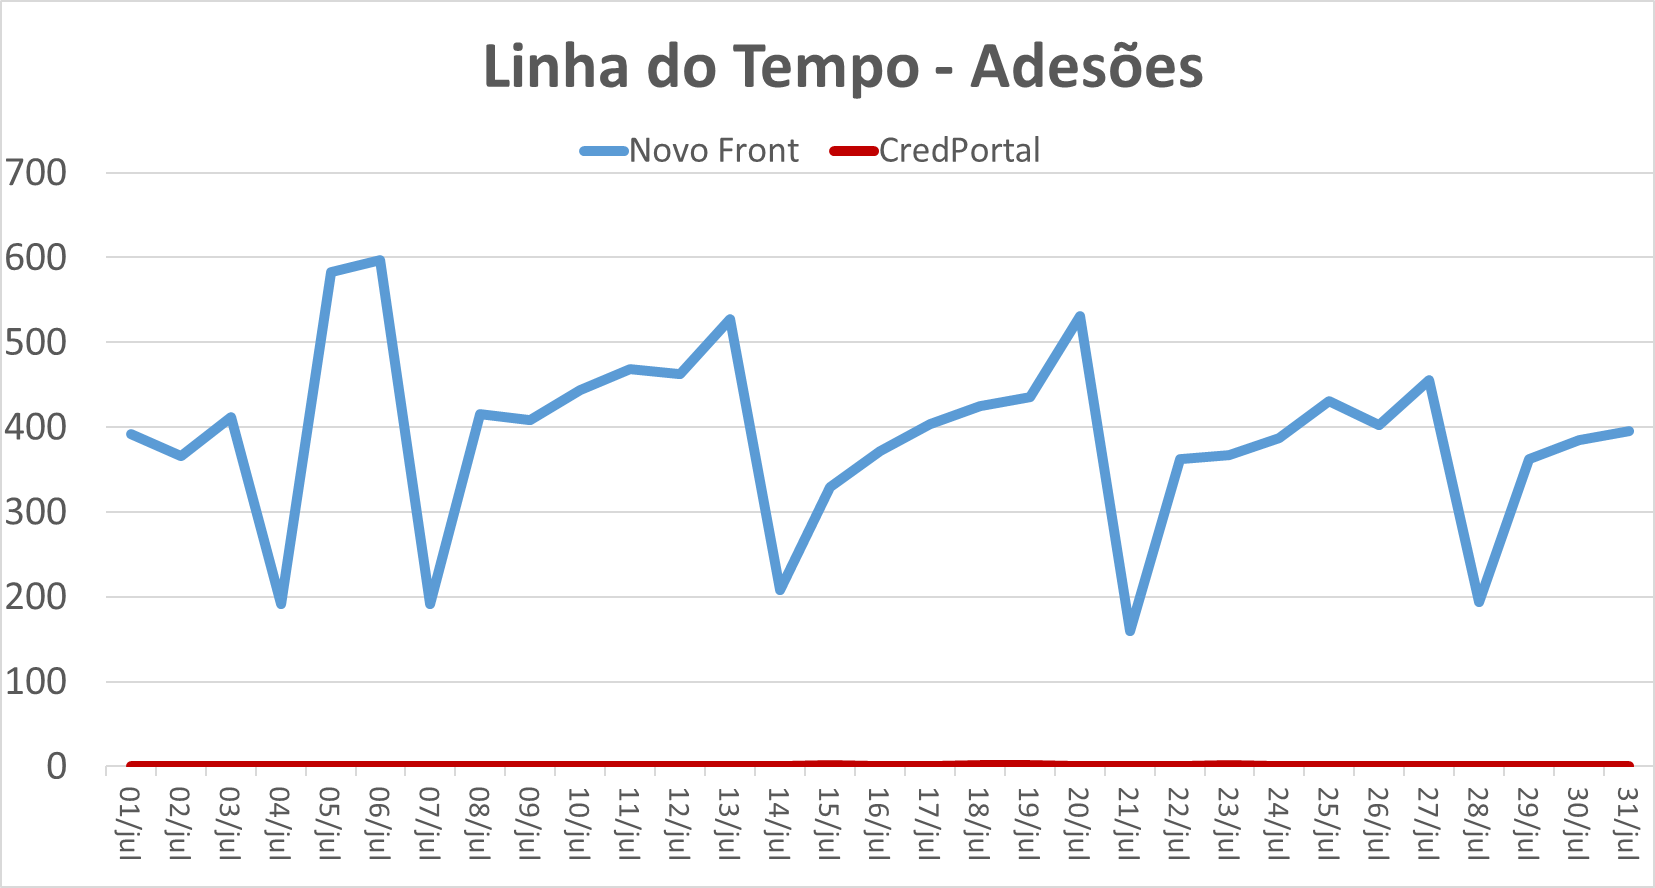 Linha do Tempo - Adesões
Novo Front CredPortal
700
600
500
400
300
200
100
0
01/jul
02/jul
03/jul
04/jul
05/jul
06/jul
07/jul
08/jul
09/jul
10/jul
11/jul
12/jul
13/jul
14/jul
15/jul
16/jul
17/jul
18/jul
19/jul
20/jul
21/jul
22/jul
23/jul
24/jul
25/jul
26/jul
27/jul
28/jul
29/jul
30/jul
31/jul